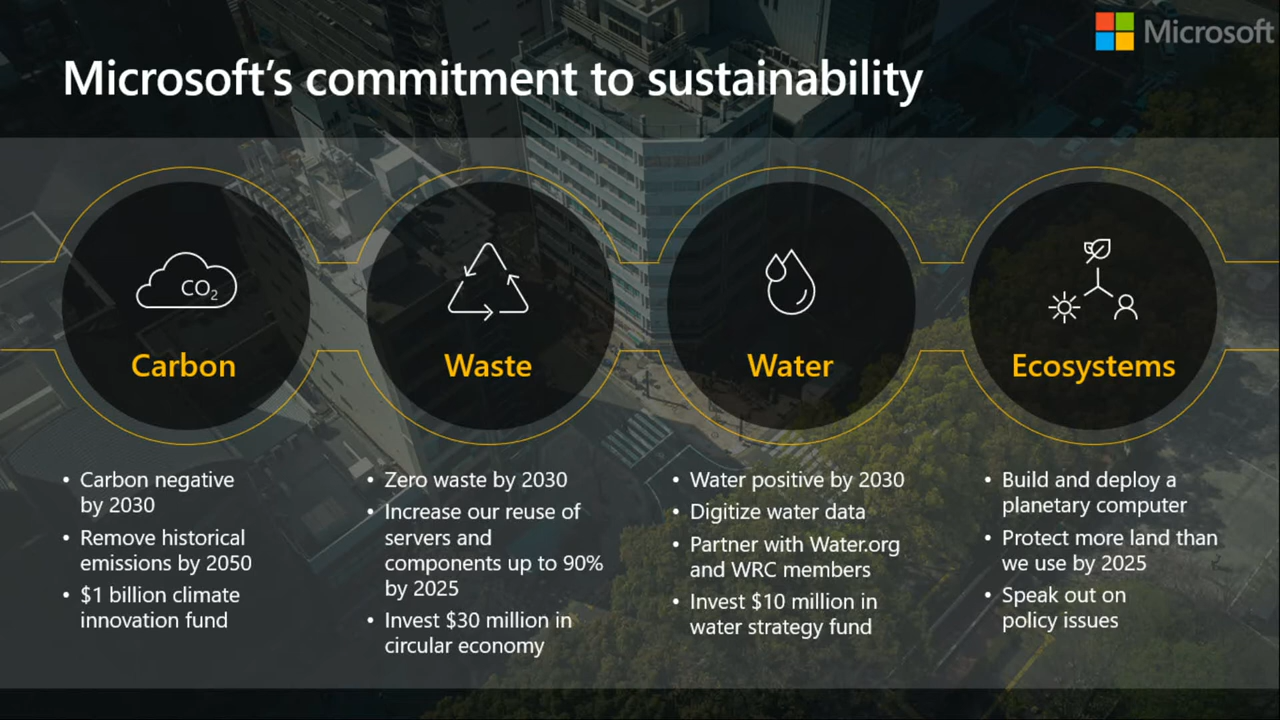 Microsoft
Microsoft's commitment to sustainability
CO₂
Carbon
• Carbon negative
by 2030
• Remove historical
emissions by 2050
• $1 billion climate
innovation fund
Waste
• Zero waste by 2030
• Increase our reuse of
servers and
components up to 90%
by 2025
• Invest $30 million in
circular economy
Water
• Water positive by 2030
• Digitize water data
• Partner with Water.org
and WRC members
• Invest $10 million in
water strategy fund
Ecosystems
• Build and deploy a
planetary computer
• Protect more land than
we use by 2025
• Speak out on
policy issues